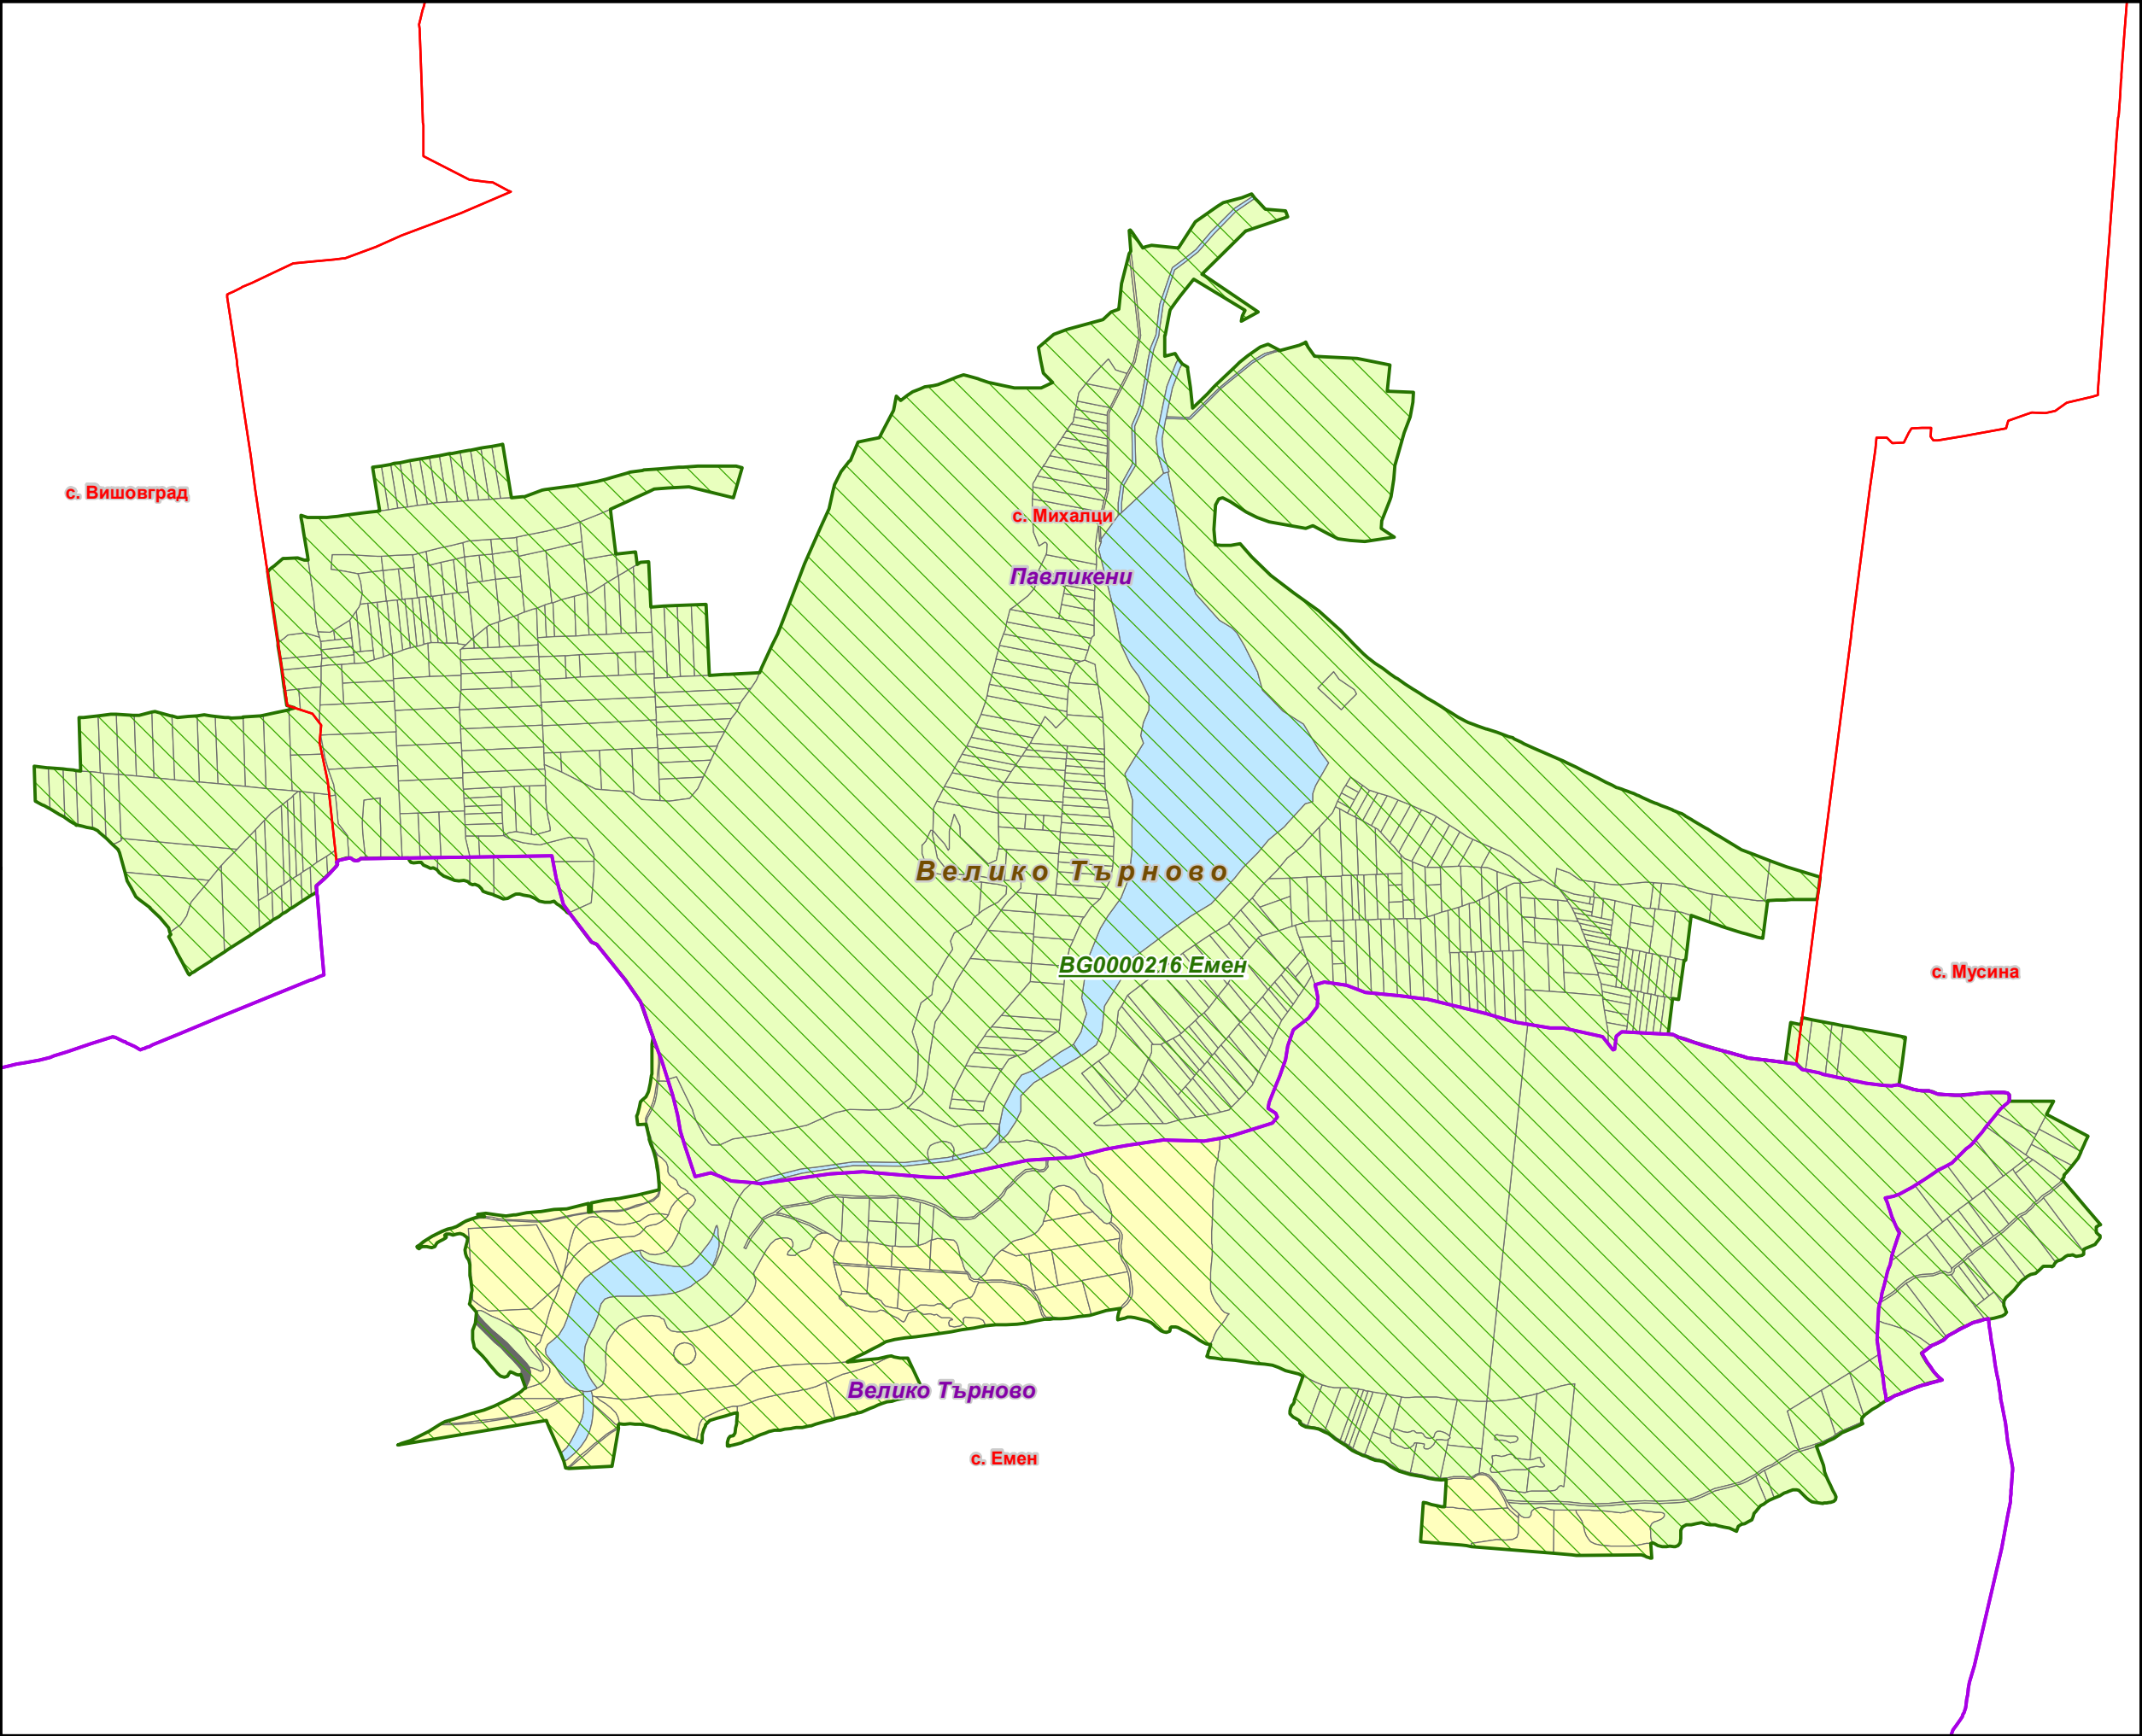 с. Вишовград
с. Михалци
Павликени
Велико Търново
BG0000216 Емен
с. Мусина
Велико Търново
с. Емен